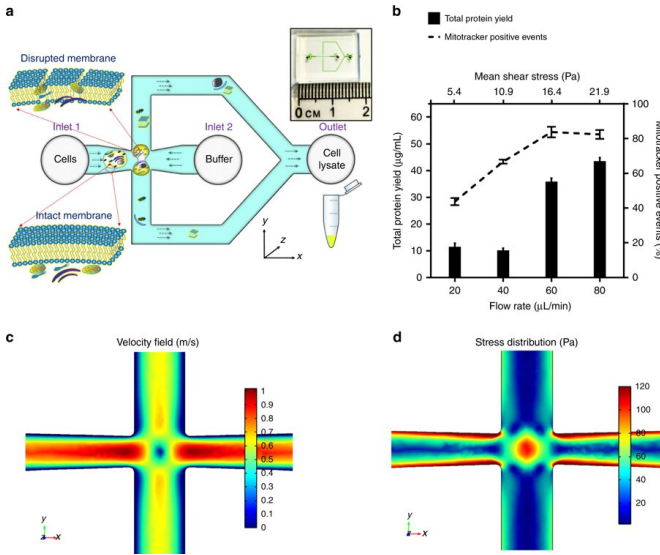 a
Disrupted membrane
Inlet 1
Inlet 2
Outlet
Cells
Buffer
Cell
lysate
Intact membrane
y
z
x
0 CM 1 2
b
Total protein yield
Mitotracker positive events
Mean shear stress (Pa)
5.4 10.9 16.4 21.9
Total protein yield (µg/mL)
60
50
40
30
20
10
0
100
80
60
40
20
0
Mitotracker positive events (%)
20 40 60 80
Flow rate (µL/min)
c
Velocity field (m/s)
1
0.9
0.8
0.7
0.6
0.5
0.4
0.3
0.2
0.1
0
y
x
d
Stress distribution (Pa)
120
100
80
60
40
20
y
x